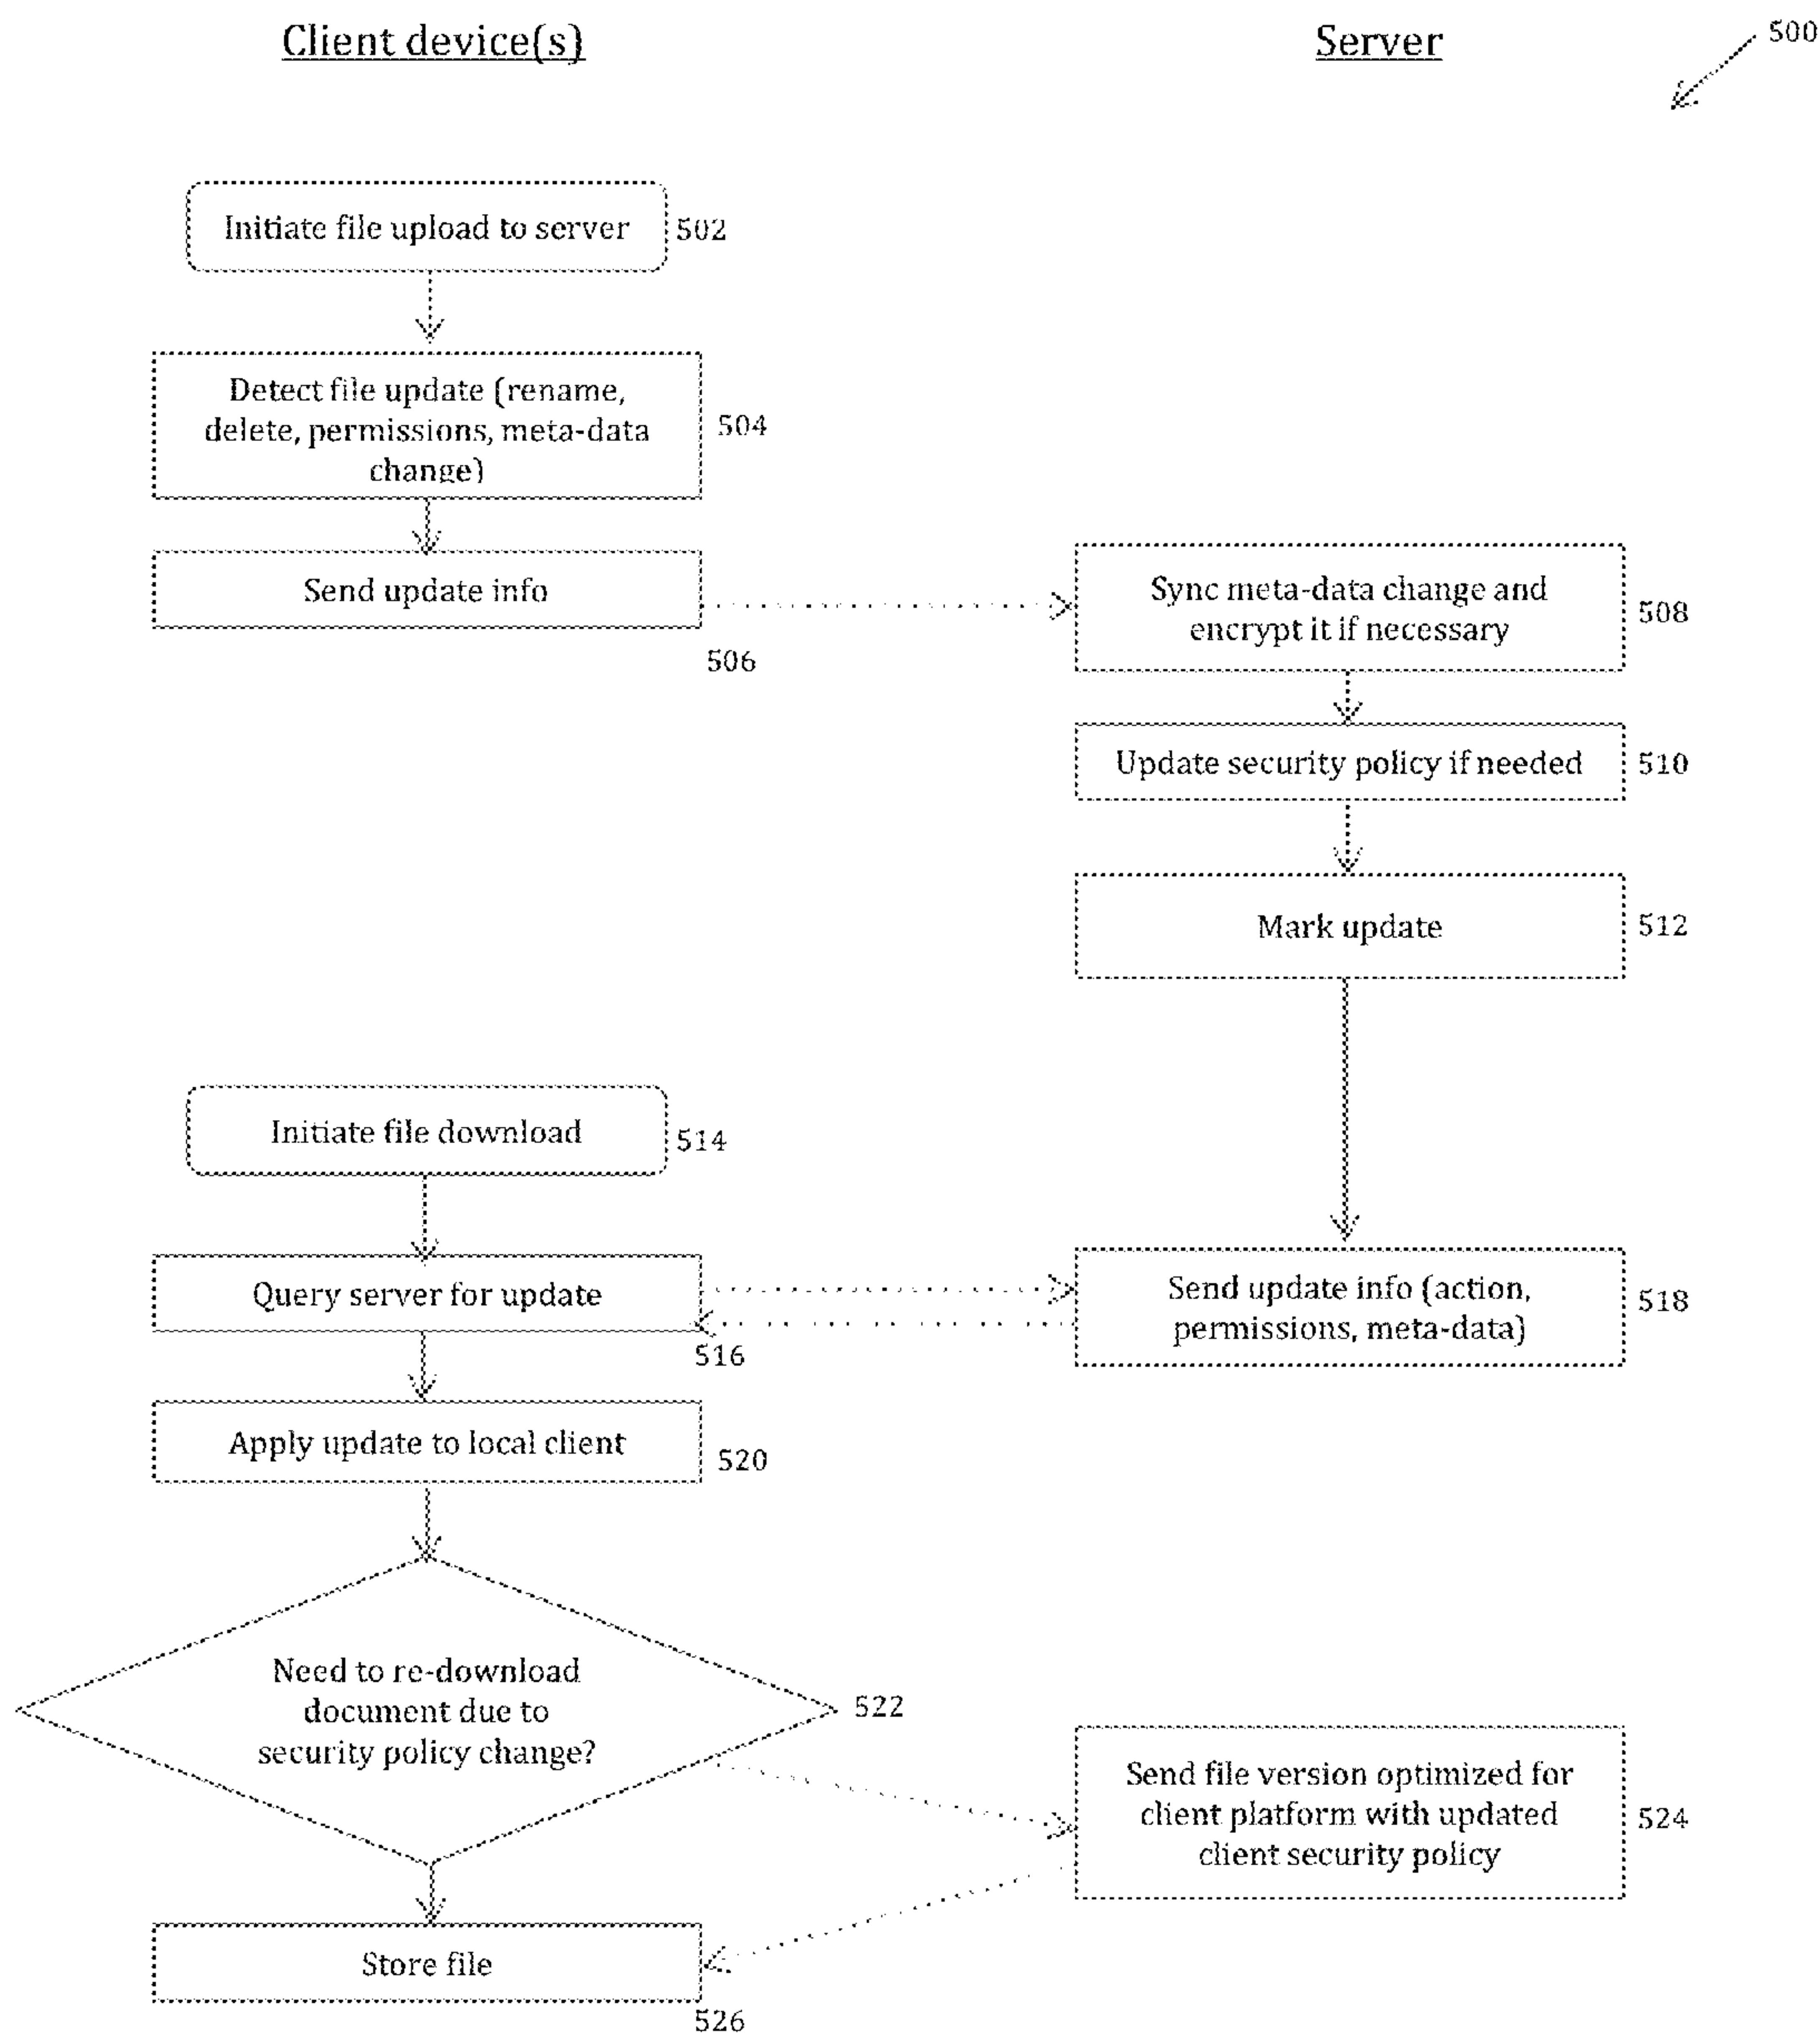 Client device(s)
Server
500
Initiate file upload to server
502
Detect file update (rename,
delete, permissions, meta-data
change)
504
Send update info
506
Sync meta-data change and
encrypt it if necessary
508
Update security policy if needed
510
Mark update
512
Initiate file download
514
Query server for update
516
Send update info (action,
permissions, meta-data)
518
Apply update to local client
520
Need to re-download
document due to
security policy change?
522
Send file version optimized for
client platform with updated
client security policy
524
Store file
526